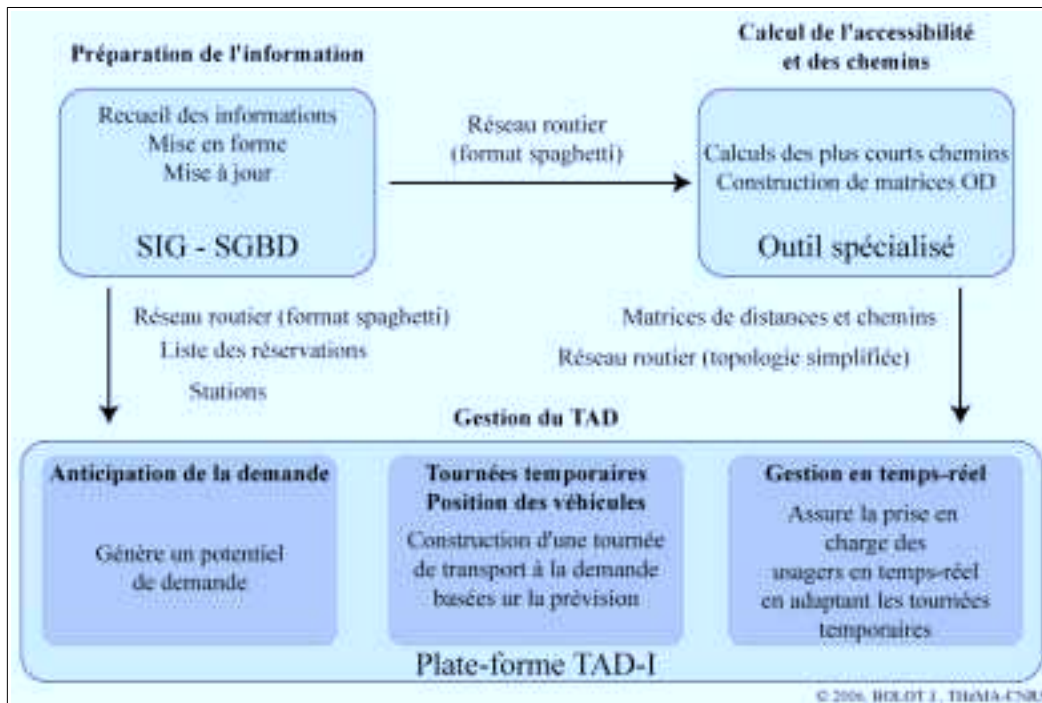 Préparation de l'information
Calcul de l'accessibilité
et des chemins
Recueil des informations
Mise en forme
Mise à jour
SIG - SGBD
Réseau routier
(format spaghetti)
Calculs des plus courts chemins
Construction de matrices OD
Outil spécialisé
Réseau routier (format spaghetti)
Liste des réservations
Stations
Matrices de distances et chemins
Réseau routier (topologie simplifiée)
Gestion du TAD
Anticipation de la demande
Génère un potentiel
de demande
Tournées temporaires
Position des véhicules
Construction d'une tournée
de transport à la demande
basées ur la prévision
Gestion en temps-réel
Assure la prise en
charge des
usagers en temps-réel
en adaptant les tournées
temporaires
Plate-forme TAD-I
© 2006, BOLOT J., THéMA-CNRS